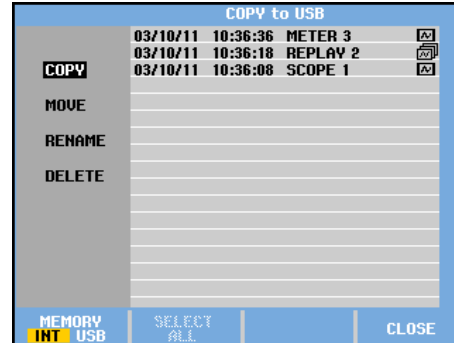 COPY to USB
03/10/11 10:36:36 METER 3
03/10/11 10:36:18 REPLAY 2
03/10/11 10:36:08 SCOPE 1
COPY
MOVE
RENAME
DELETE
MEMORY
INT USB
SELECT
ALL
CLOSE